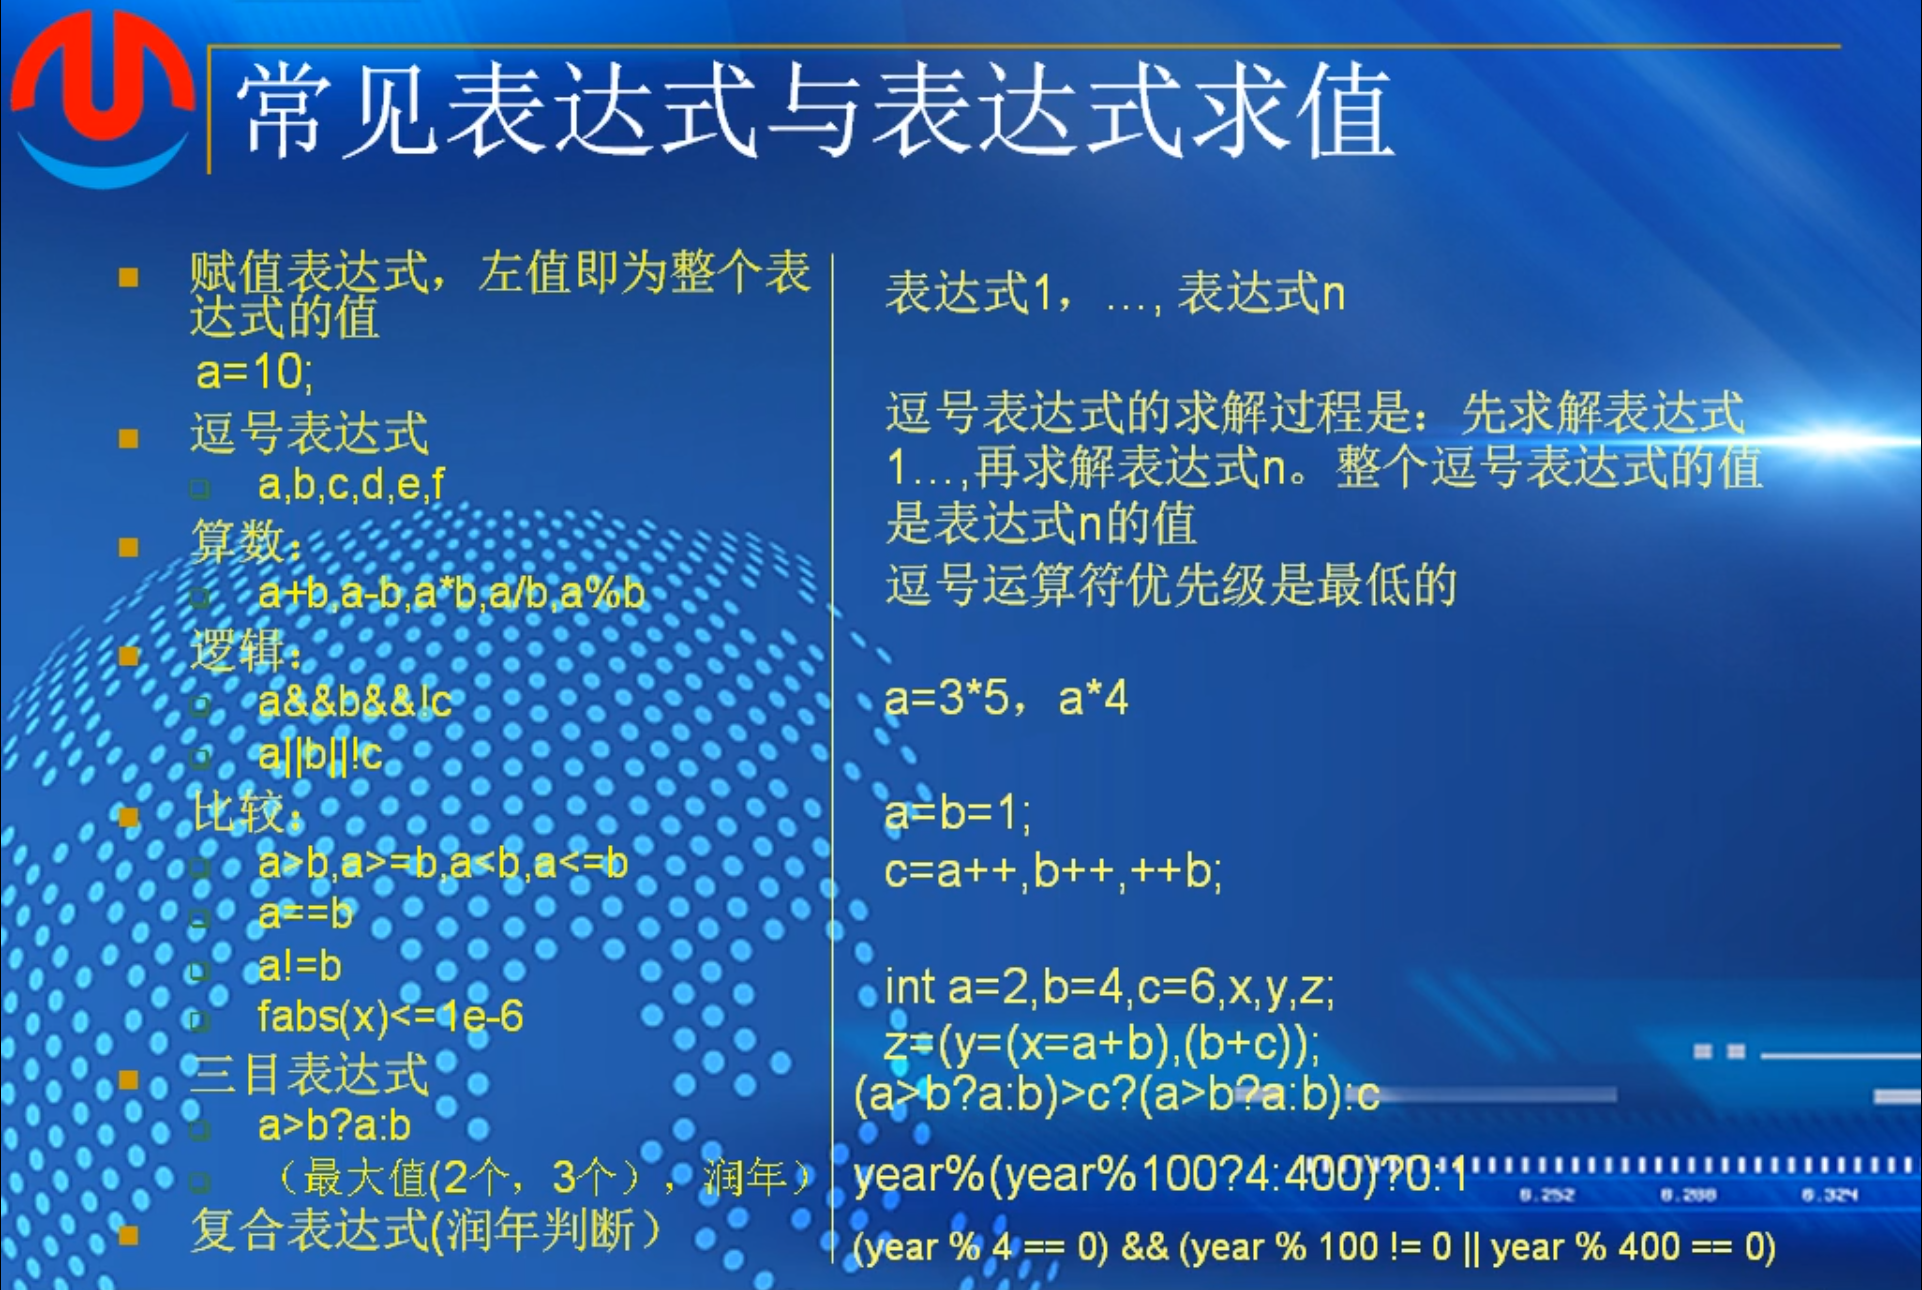 常见表达式与表达式求值
赋值表达式，左值即为整个表
达式的值
a=10;
逗号表达式
a,b,c,d,e,f
算数：
a+b,a-b,a*b,a/b,a%b
逻辑：
a&&b&&!c
a||b||!c
比较：
a>b,a>=b,a<b,a<=b
a==b
a!=b
fabs(x)<=1e-6
三目表达式
a>b?a:b
（最大值(2个，3个），润年）
复合表达式(润年判断）
表达式1，…, 表达式n
逗号表达式的求解过程是：先求解表达式
1…,再求解表达式n。整个逗号表达式的值
是表达式n的值
逗号运算符优先级是最低的
a=3*5，a*4
a=b=1;
c=a++,b++,++b;
int a=2,b=4,c=6,x,y,z;
z=(y=(x=a+b),(b+c));
(a>b?a:b)>c?(a>b?a:b):c
year%(year%100?4:400)?0:1
(year % 4 == 0) && (year % 100 != 0 || year % 400 == 0)
6.252 6.288 6.324